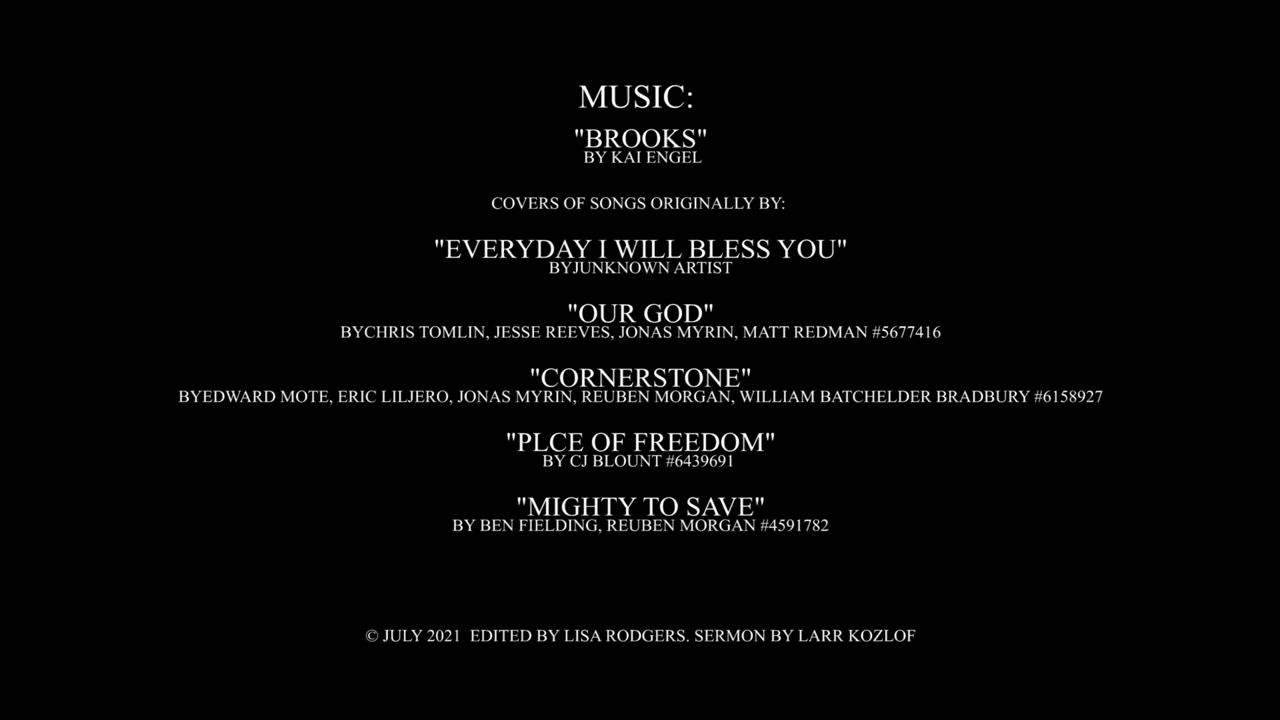 MUSIC:
"BROOKS"
BY KAI ENGEL
COVERS OF SONGS ORIGINALLY BY:
"EVERYDAY I WILL BLESS YOU"
BYJUNKNOWN ARTIST
"OUR GOD"
BYCHRIS TOMLIN, JESSE REEVES, JONAS MYRIN, MATT REDMAN #5677416
"CORNERSTONE"
BYEDWARD MOTE, ERIC LILJERO, JONAS MYRIN, REUBEN MORGAN, WILLIAM BATCHELDER BRADBURY #6158927
"PLCE OF FREEDOM"
BY CJ BLOUNT #6439691
"MIGHTY TO SAVE"
BY BEN FIELDING, REUBEN MORGAN #4591782
© JULY 2021 EDITED BY LISA RODGERS. SERMON BY LARR KOZLOF